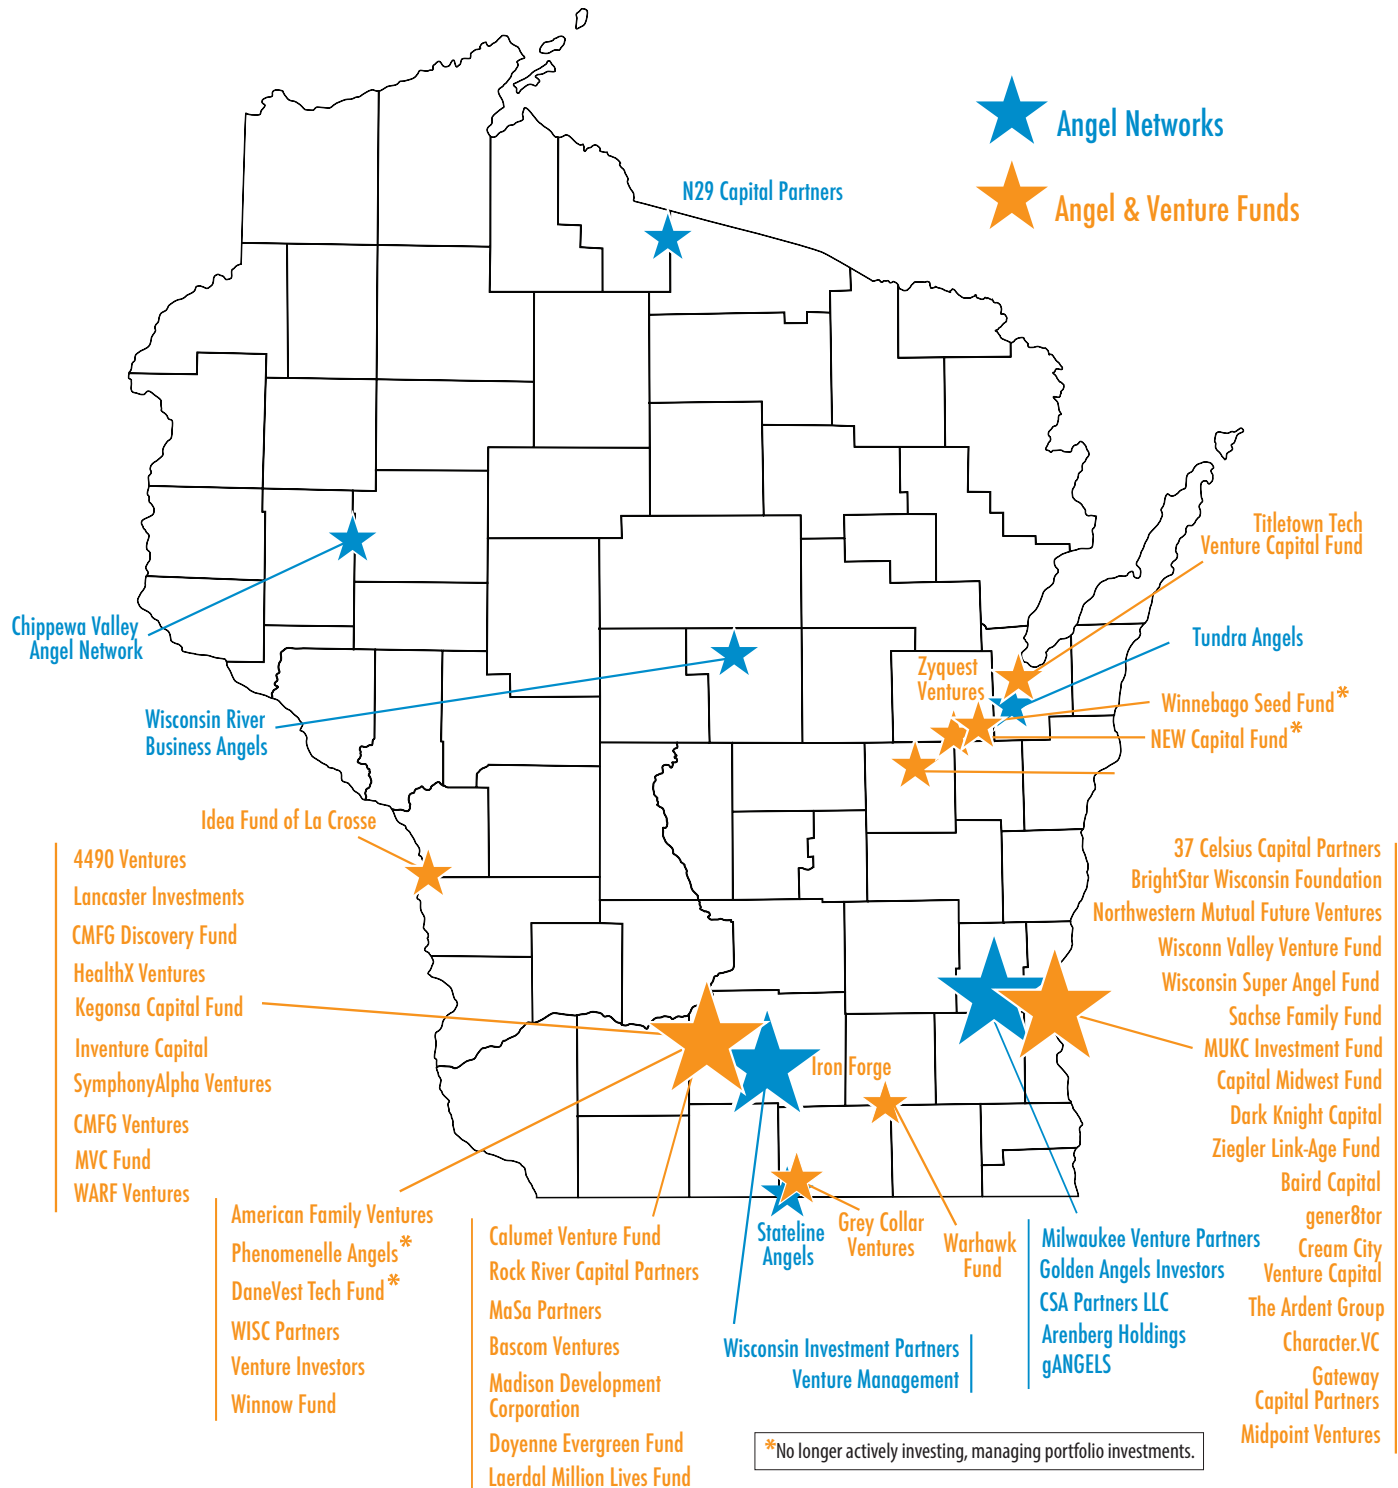 Angel Networks
Angel & Venture Funds
N29 Capital Partners
Titletown Tech
Venture Capital Fund
Chippewa Valley
Angel Network
Tundra Angels
Zyquest
Ventures
Winnebago Seed Fund*
NEW Capital Fund*
Wisconsin River
Business Angels
Idea Fund of La Crosse
4490 Ventures
Lancaster Investments
CMFG Discovery Fund
HealthX Ventures
Kegonsa Capital Fund
Inventure Capital
SymphonyAlpha Ventures
CMFG Ventures
MVC Fund
WARF Ventures
American Family Ventures
Phenomenelle Angels*
DaneVest Tech Fund*
WISC Partners
Venture Investors
Winnow Fund
Calumet Venture Fund
Rock River Capital Partners
MaSa Partners
Bascom Ventures
Madison Development
Corporation
Doyenne Evergreen Fund
Laerdal Million Lives Fund
Iron Forge
Stateline
Angels
Grey Collar
Ventures
Warhawk
Fund
Wisconsin Investment Partners
Venture Management
Milwaukee Venture Partners
Golden Angels Investors
CSA Partners LLC
Arenberg Holdings
gANGELS
37 Celsius Capital Partners
BrightStar Wisconsin Foundation
Northwestern Mutual Future Ventures
Wisconn Valley Venture Fund
Wisconsin Super Angel Fund
Sachse Family Fund
MUKC Investment Fund
Capital Midwest Fund
Dark Knight Capital
Ziegler Link-Age Fund
Baird Capital
gener8tor
Cream City
Venture Capital
The Ardent Group
Character.VC
Gateway
Capital Partners
Midpoint Ventures
*No longer actively investing, managing portfolio investments.